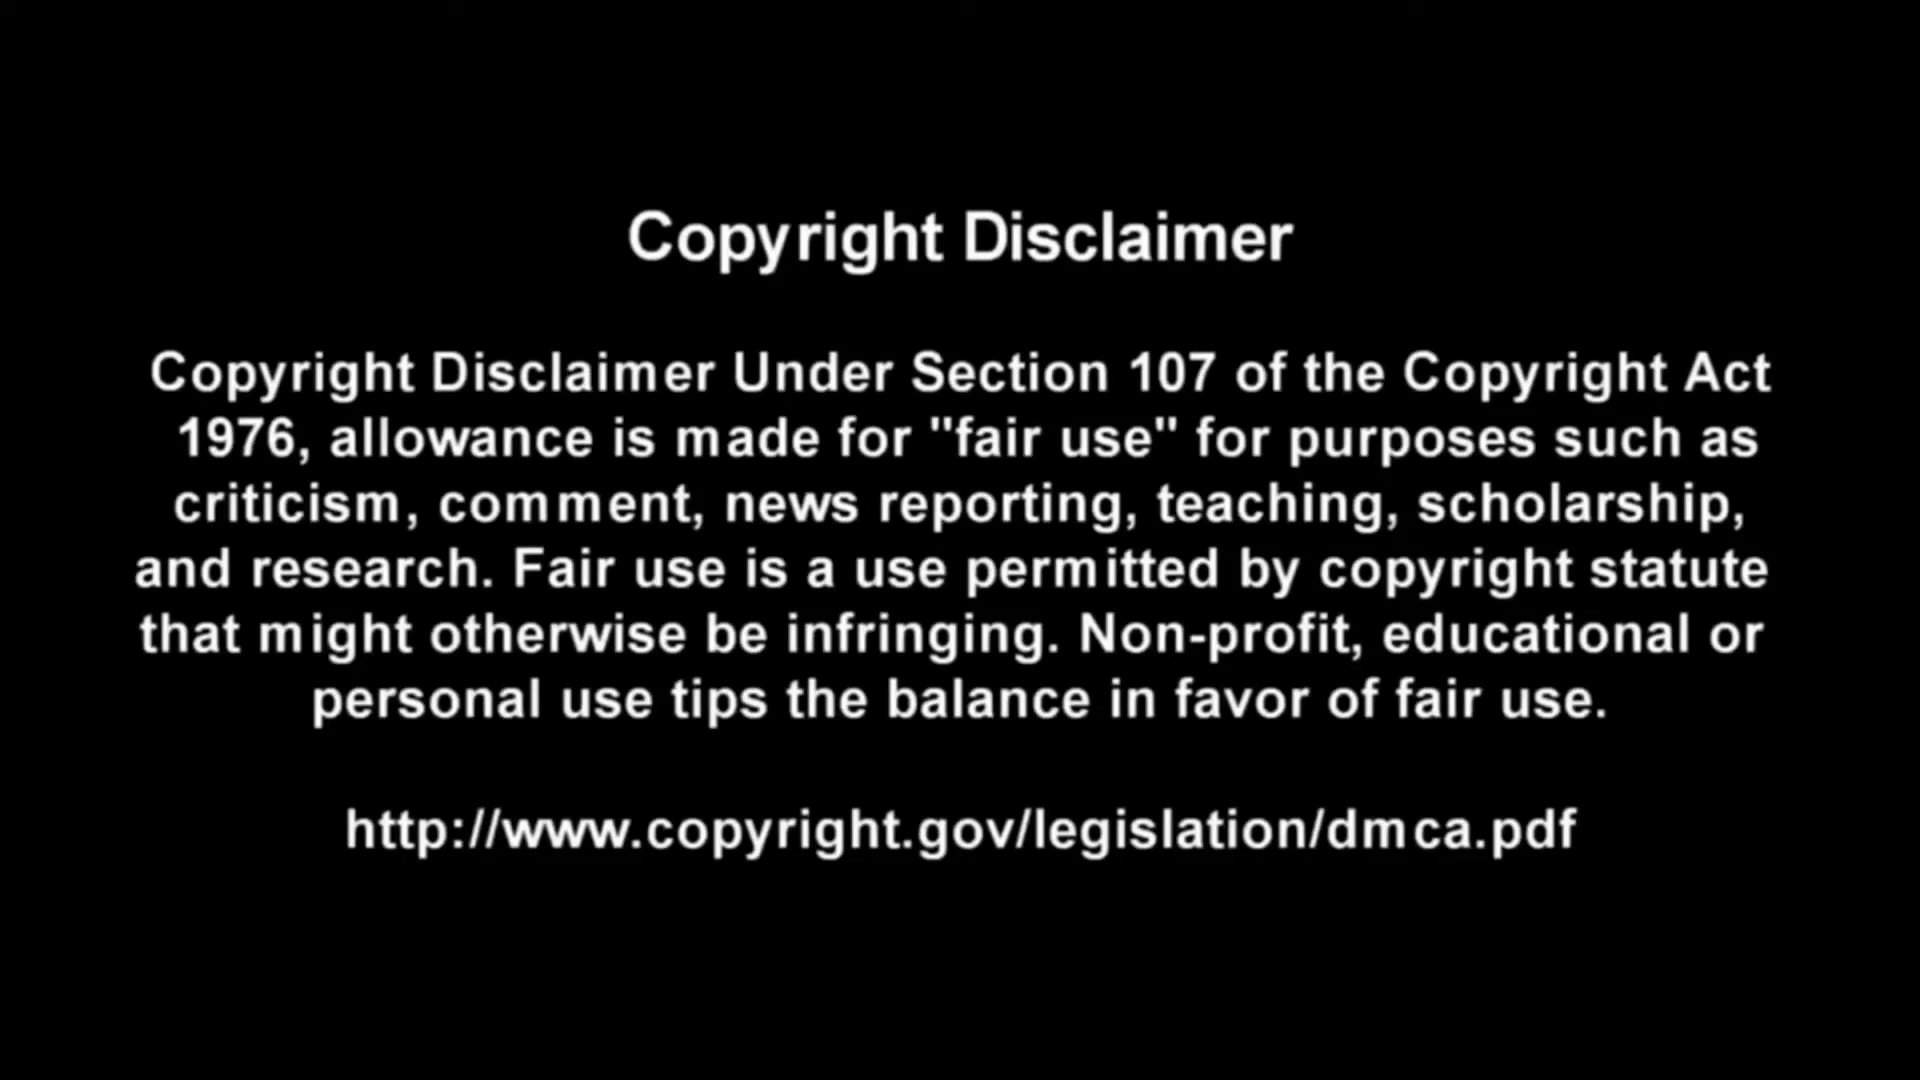 Copyright Disclaimer
Copyright Disclaimer Under Section 107 of the Copyright Act
1976, allowance is made for "fair use" for purposes such as
criticism, comment, news reporting, teaching, scholarship,
and research. Fair use is a use permitted by copyright statute
that might otherwise be infringing. Non-profit, educational or
personal use tips the balance in favor of fair use.
http://www.copyright.gov/legislation/dmca.pdf